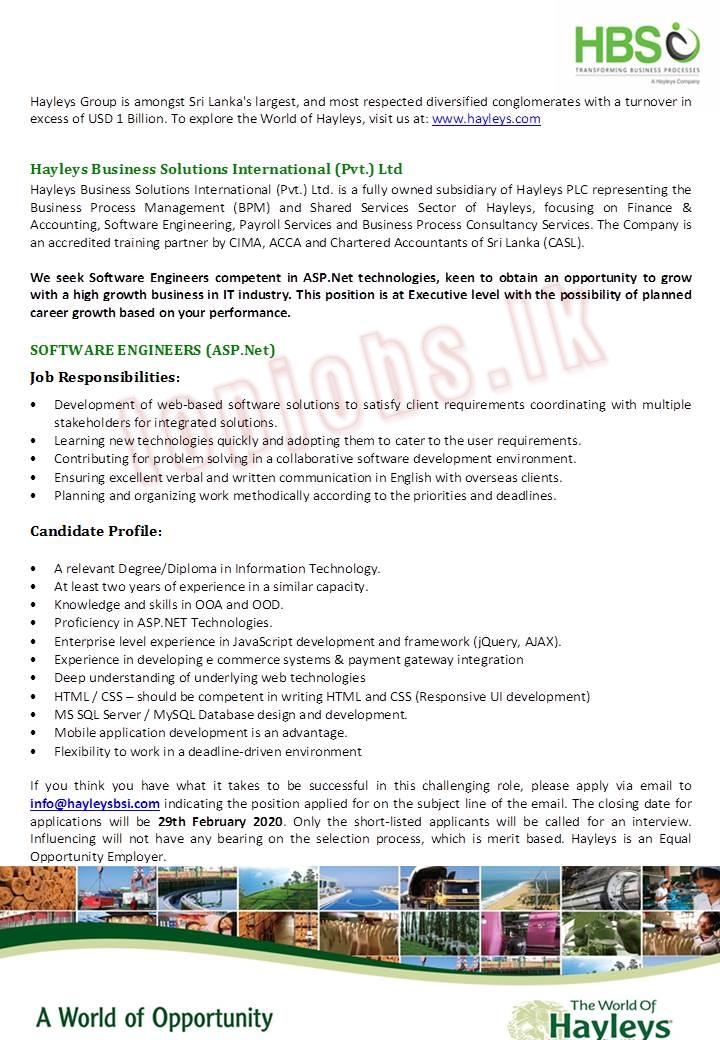 HBSi
TRANSFORMING BUSINESS PROCESSES
A Hayleys Company
Hayleys Group is amongst Sri Lanka's largest, and most respected diversified conglomerates with a turnover in
excess of USD 1 Billion. To explore the World of Hayleys, visit us at: www.hayleys.com
Hayleys Business Solutions International (Pvt.) Ltd
Hayleys Business Solutions International (Pvt.) Ltd. is a fully owned subsidiary of Hayleys PLC representing the
Business Process Management (BPM) and Shared Services Sector of Hayleys, focusing on Finance &
Accounting, Software Engineering, Payroll Services and Business Process Consultancy Services. The Company is
an accredited training partner by CIMA, ACCA and Chartered Accountants of Sri Lanka (CASL).
We seek Software Engineers competent in ASP.Net technologies, keen to obtain an opportunity to grow
with a high growth business in IT industry. This position is at Executive level with the possibility of planned
career growth based on your performance.
SOFTWARE ENGINEERS (ASP.Net)
Job Responsibilities:
• Development of web-based software solutions to satisfy client requirements coordinating with multiple
stakeholders for integrated solutions.
• Learning new technologies quickly and adopting them to cater to the user requirements.
• Contributing for problem solving in a collaborative software development environment.
• Ensuring excellent verbal and written communication in English with overseas clients.
• Planning and organizing work methodically according to the priorities and deadlines.
topjobs.lk
Candidate Profile:
• A relevant Degree/Diploma in Information Technology.
• At least two years of experience in a similar capacity.
• Knowledge and skills in OOA and OOD.
• Proficiency in ASP.NET Technologies.
• Enterprise level experience in JavaScript development and framework (jQuery, AJAX).
• Experience in developing e commerce systems & payment gateway integration
• Deep understanding of underlying web technologies
• HTML / CSS – should be competent in writing HTML and CSS (Responsive UI development)
• MS SQL Server / MySQL Database design and development.
• Mobile application development is an advantage.
• Flexibility to work in a deadline-driven environment
If you think you have what it takes to be successful in this challenging role, please apply via email to
info@hayleysbsi.com indicating the position applied for on the subject line of the email. The closing date for
applications will be 29th February 2020. Only the short-listed applicants will be called for an interview.
Influencing will not have any bearing on the selection process, which is merit based. Hayleys is an Equal
Opportunity Employer.
A World of Opportunity
The World Of
Hayleys